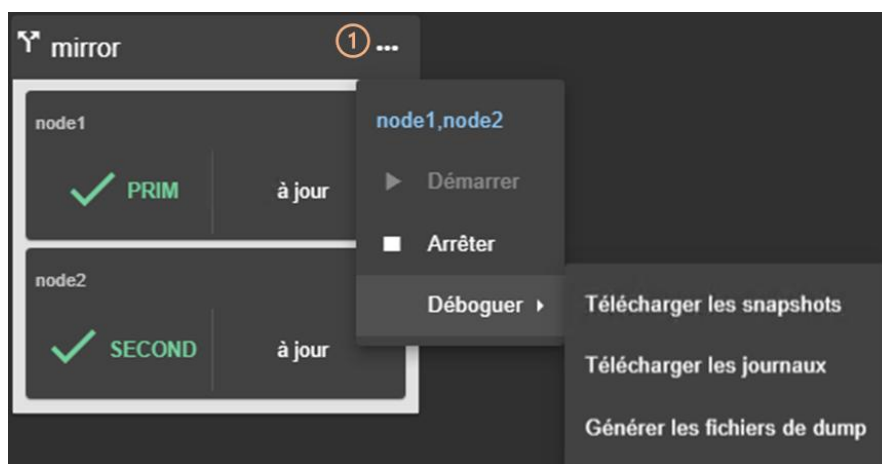 mirror
1 ...
node1
PRIM
à jour
node2
SECOND
à jour
node1,node2
Démarrer
Arrêter
Déboguer
Télécharger les snapshots
Télécharger les journaux
Générer les fichiers de dump